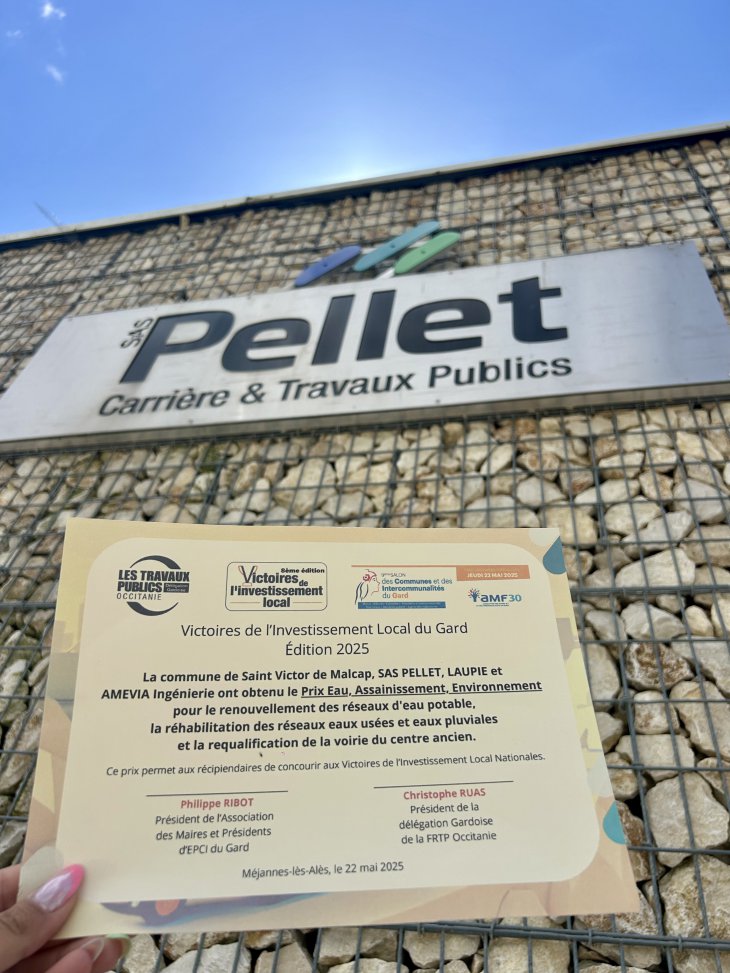 SAS
Pellet
Carrière & Travaux Publics
LES TRAVAUX
PUBLICS
OCCITANIE
8ème édition
Victoires de
l'investissement
local
9ème SALON
des Communes et des
Intercommunalités
du Gard
JEUDI 22 MAI 2025
AMF30
Victoires de l'Investissement Local du Gard
Édition 2025
La commune de Saint Victor de Malcap, SAS PELLET, LAUPIE et
AMEVIA Ingénierie ont obtenu le Prix Eau, Assainissement, Environnement
pour le renouvellement des réseaux d'eau potable,
la réhabilitation des réseaux eaux usées et eaux pluviales
et la requalification de la voirie du centre ancien.
Ce prix permet aux récipiendaires de concourir aux Victoires de l'Investissement Local Nationales.
Philippe RIBOT
Président de l'Association
des Maires et Présidents
d'EPCI du Gard
Christophe RUAS
Président de la
délégation Gardoise
de la FRTP Occitanie
Méjannes-lès-Alès, le 22 mai 2025